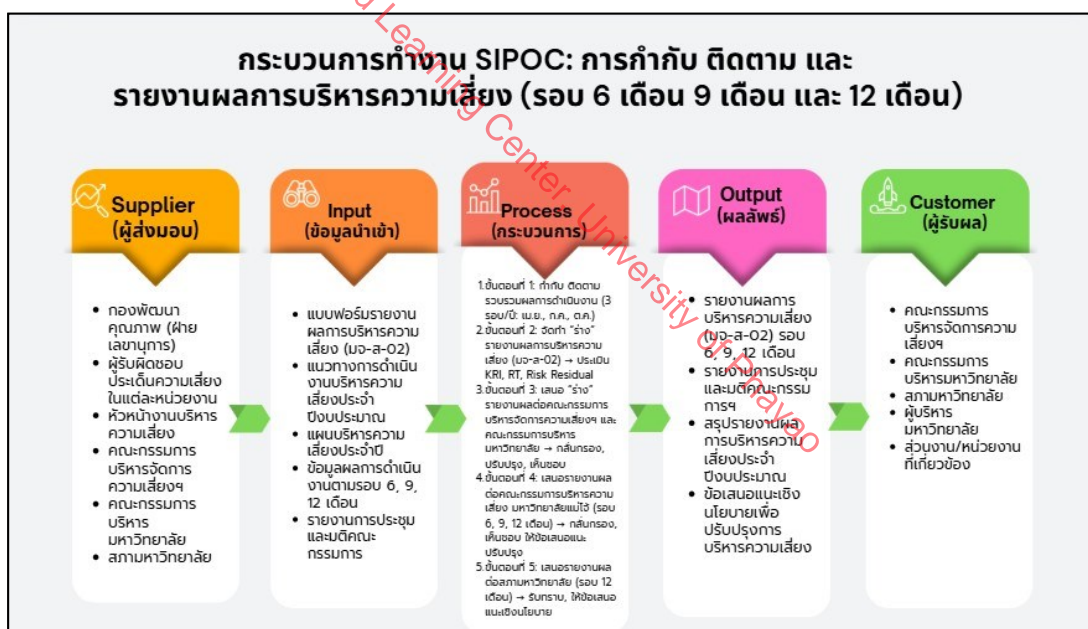 กระบวนการทำงาน SIPOC: การกำกับ ติดตาม และ
รายงานผลการบริหารความเสี่ยง (รอบ 6 เดือน 9 เดือน และ 12 เดือน)
Supplier
(ผู้ส่งมอบ)
กองพัฒนา
คุณภาพ (ฝ่าย
เลขานุการ)
ผู้รับผิดชอบ
ประเด็นความเสี่ยง
ในแต่ละหน่วยงาน
หัวหน้างานบริหาร
ความเสี่ยง
คณะกรรมการ
บริหารจัดการ
ความเสี่ยงฯ
คณะกรรมการ
บริหาร
มหาวิทยาลัย
สภามหาวิทยาลัย
Input
(ข้อมูลนำเข้า)
แบบฟอร์มรายงาน
ผลการบริหารความ
เสี่ยง (มจ-ส-02)
แนวทางการดำเนิน
งานบริหารความ
เสี่ยงประจำ
ปีงบประมาณ
แผนบริหารความ
เสี่ยงประจำปี
ข้อมูลผลการดำเนิน
งานตามรอบ 6, 9,
12 เดือน
รายงานการประชุม
และมติคณะ
กรรมการ
Process
(กระบวนการ)
1.ขั้นตอนที่ 1: กำกับ ติดตาม
รวบรวมผลการดำเนินงาน (3
รอบ/ปี: เม.ย., ก.ค., ต.ค.)
2.ขั้นตอนที่ 2: จัดทำ “ร่าง”
รายงานผลการบริหารความ
เสี่ยง (มจ-ส-02) → ประเมิน
KRI, RT, Risk Residual
3.ขั้นตอนที่ 3: เสนอ “ร่าง”
รายงานผลต่อคณะกรรมการ
บริหารจัดการความเสี่ยงฯ และ
คณะกรรมการบริหาร
มหาวิทยาลัย → กลั่นกรอง,
ปรับปรุง, เห็นชอบ
4.ขั้นตอนที่ 4: เสนอรายงานผล
ต่อคณะกรรมการบริหารความ
เสี่ยง มหาวิทยาลัยแม่โจ้ (รอบ
6, 9, 12 เดือน) → กลั่นกรอง,
เห็นชอบ ให้ข้อเสนอแนะ
ปรับปรุง
5.ขั้นตอนที่ 5: เสนอรายงานผล
ต่อสภามหาวิทยาลัย (รอบ 12
เดือน) → รับทราบ, ให้ข้อเสนอ
แนะเชิงนโยบาย
Output
(ผลลัพธ์)
รายงานผลการ
บริหารความเสี่ยง
(มจ-ส-02) รอบ
6, 9, 12 เดือน
รายงานการประชุม
และมติคณะกรรม
การฯ
สรุปรายงานผล
การบริหารความ
เสี่ยงประจำ
ปีงบประมาณ
ข้อเสนอแนะเชิง
นโยบายเพื่อ
ปรับปรุงการ
บริหารความเสี่ยง
Customer
(ผู้รับผล)
คณะกรรมการ
บริหารจัดการความ
เสี่ยงฯ
คณะกรรมการ
บริหารมหาวิทยาลัย
สภามหาวิทยาลัย
ผู้บริหาร
มหาวิทยาลัย
ส่วนงาน/หน่วยงาน
ที่เกี่ยวข้อง
Learning Center, University of Phayao